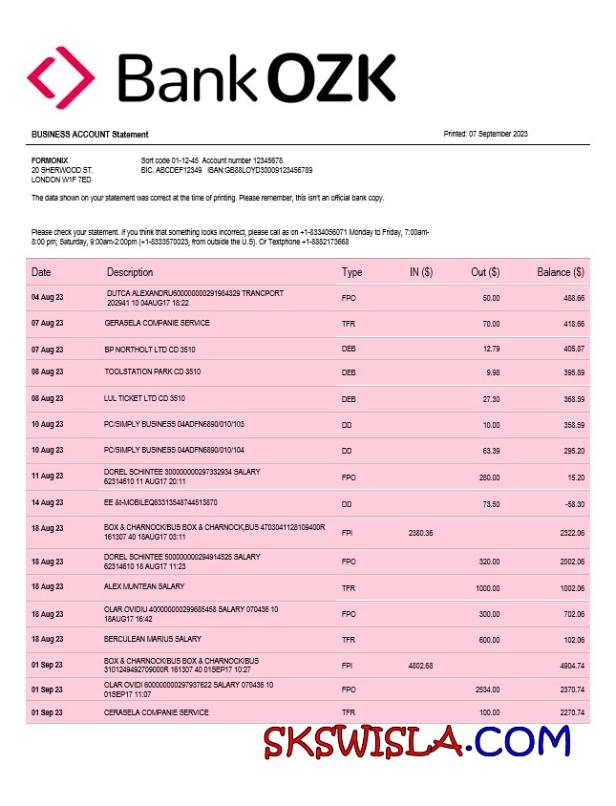 Bank OZK
BUSINESS ACCOUNT Statement Printed: 07 September 2023
FORMONIX Sort code 01-12-45 Account number 12345678
20 SHERWOOD ST. BIC. ABCDEF12349 IBAN:GB88LOYD30009123456789
LONDON W1F 7ED
The data shown on your statement was correct at the time of printing. Please remember, this isn't an official bank copy.
Please check your statement. If you think that something looks incorrect, please call as on +1-8334056071 Monday to Friday, 7:00am-
8:00 pm; Saturday, 9:00am-2:00pm (+1-8333570023, from outside the U.S). Or Textphone +1-8882173668
Date Description Type IN ($) Out ($) Balance ($)
04 Aug 23 DUTCA ALEXANDRU600000000291984329 TRANCPORT FPO 50.00 488.66
202941 10 04AUG17 18:22
07 Aug 23 GERASELA COMPANIE SERVICE TFR 70.00 418.66
07 Aug 23 BP NORTHOLT LTD CD 3510 DEB 12.79 405.87
08 Aug 23 TOOLSTATION PARK CD 3510 DEB 9.98 395.89
08 Aug 23 LUL TICKET LTD CD 3510 DEB 27.30 368.59
10 Aug 23 PC/SIMPLY BUSINESS 04ADFN6890/010/103 DD 10.00 358.59
10 Aug 23 PC/SIMPLY BUSINESS 04ADFN6890/010/104 DD 63.39 295.20
11 Aug 23 DOREL SCHINTEE 300000000297332934 SALARY FPO 280.00 15.20
62314610 11 AUG17 20:11
14 Aug 23 EE &t-MOBILEQ63313548744513870 DD 73.50 -58.30
18 Aug 23 BOX & CHARNOCK/BUS BOX & CHARNOCK,BUS 4703041128109400R FPI 2380.36 2322.06
161307 40 18AUG17 03:11
18 Aug 23 DOREL SCHINTEE 500000000294914525 SALARY FPO 320.00 2002.06
62314610 18 AUG17 11:23
18 Aug 23 ALEX MUNTEAN SALARY TFR 1000.00 1002.06
18 Aug 23 OLAR OVIDIU 400000000299685458 SALARY 070436 10 FPO 300.00 702.06
18AUG17 16:42
18 Aug 23 BERCULEAN MARIUS SALARY TFR 600.00 102.06
01 Sep 23 BOX & CHARNOCK/BUS BOX & CHARNOCK/BUS FPI 4802.68 4904.74
3101249492709000R 161307 40 01SEP17 10:27
01 Sep 23 OLAR OVIDI 600000000297937622 SALARY 070436 10 FPO 2534.00 2370.74
01SEP17 11:07
01 Sep 23 CERASELA COMPANIE SERVICE TFR 100.00 2270.74
SKSWISLA.COM